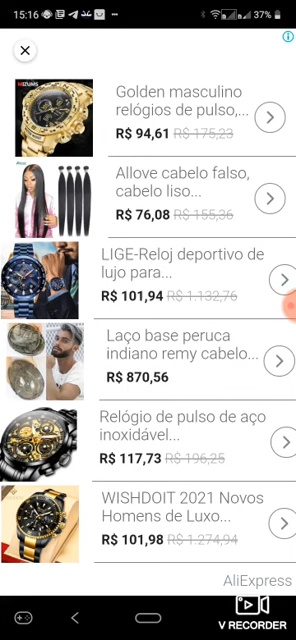 15:16
37%
MIZUMS
Golden masculino
relógios de pulso,...
R$ 94,61 R$ 175,23
Allove cabelo falso,
cabelo liso...
R$ 76,08 R$ 155,36
LIGE-Reloj deportivo de
lujo para...
R$ 101,94 R$ 1.132,76
Laço base peruca
indiano remy cabelo...
R$ 870,56
Relógio de pulso de aço
inoxidável...
R$ 117,73 R$ 196,25
WISHDOIT 2021 Novos
Homens de Luxo...
R$ 101,98 R$ 1.274,94
AliExpress
V RECORDER